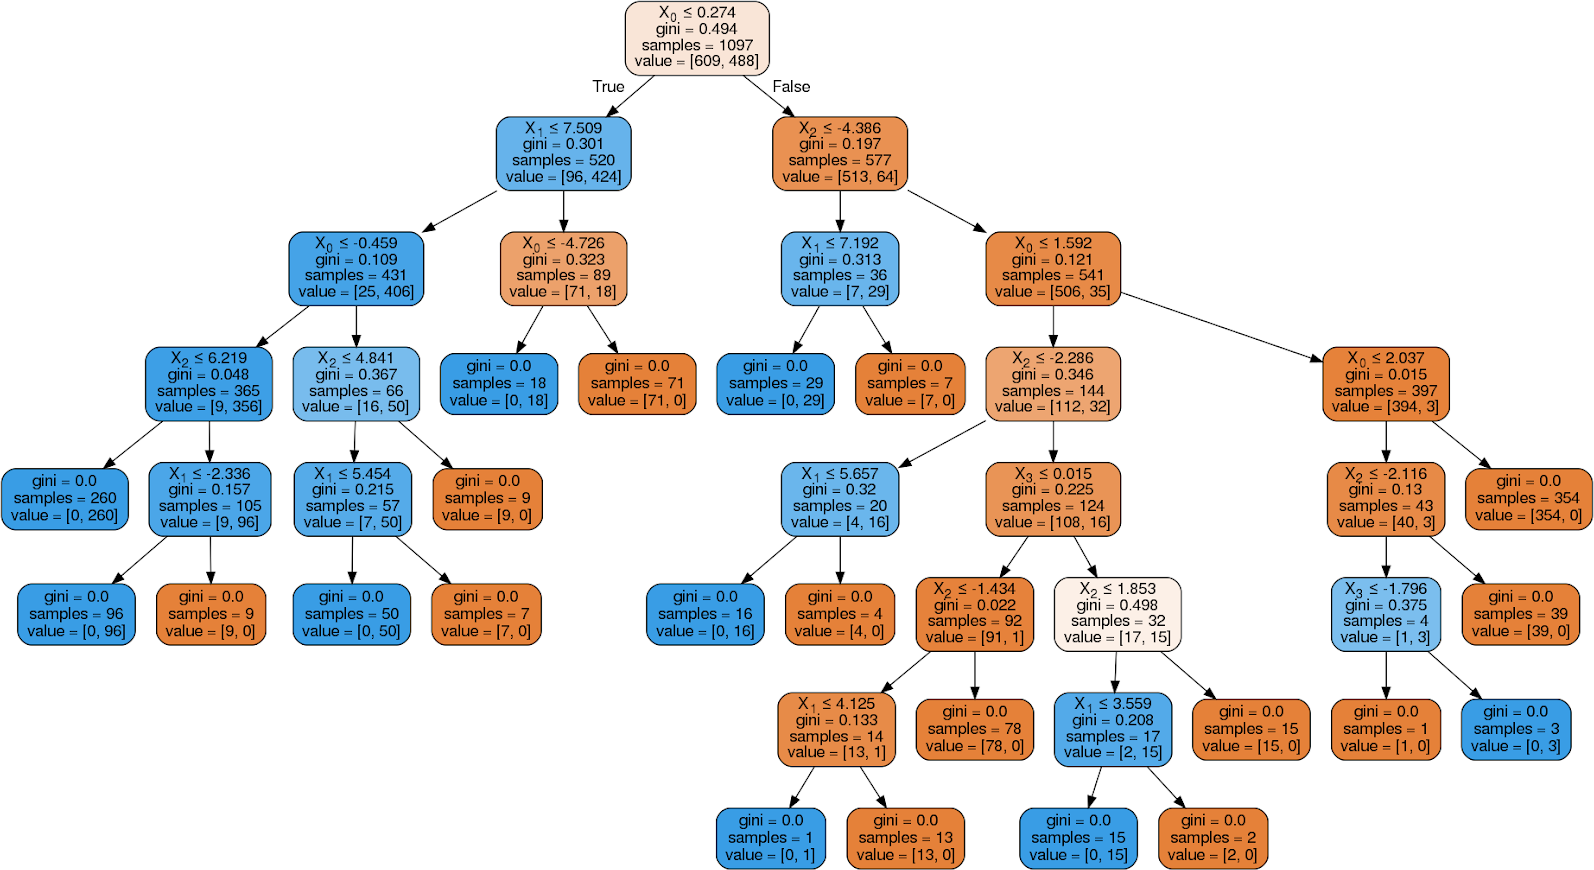 X0 ≤ 0.274
gini = 0.494
samples = 1097
value = [609, 488]
True
False
X1 ≤ 7.509
gini = 0.301
samples = 520
value = [96, 424]
X2 ≤ -4.386
gini = 0.197
samples = 577
value = [513, 64]
X0 ≤ -0.459
gini = 0.109
samples = 431
value = [25, 406]
X0 ≤ -4.726
gini = 0.323
samples = 89
value = [71, 18]
X1 ≤ 7.192
gini = 0.313
samples = 36
value = [7, 29]
X0 ≤ 1.592
gini = 0.121
samples = 541
value = [506, 35]
X2 ≤ 6.219
gini = 0.048
samples = 365
value = [9, 356]
X2 ≤ 4.841
gini = 0.367
samples = 66
value = [16, 50]
gini = 0.0
samples = 18
value = [0, 18]
gini = 0.0
samples = 71
value = [71, 0]
gini = 0.0
samples = 29
value = [0, 29]
gini = 0.0
samples = 7
value = [7, 0]
X2 ≤ -2.286
gini = 0.346
samples = 144
value = [112, 32]
X0 ≤ 2.037
gini = 0.015
samples = 397
value = [394, 3]
gini = 0.0
samples = 260
value = [0, 260]
X1 ≤ -2.336
gini = 0.157
samples = 105
value = [9, 96]
X1 ≤ 5.454
gini = 0.215
samples = 57
value = [7, 50]
gini = 0.0
samples = 9
value = [9, 0]
X1 ≤ 5.657
gini = 0.32
samples = 20
value = [4, 16]
X3 ≤ 0.015
gini = 0.225
samples = 124
value = [108, 16]
X2 ≤ -2.116
gini = 0.13
samples = 43
value = [40, 3]
gini = 0.0
samples = 354
value = [354, 0]
gini = 0.0
samples = 96
value = [0, 96]
gini = 0.0
samples = 9
value = [9, 0]
gini = 0.0
samples = 50
value = [0, 50]
gini = 0.0
samples = 7
value = [7, 0]
gini = 0.0
samples = 16
value = [0, 16]
gini = 0.0
samples = 4
value = [4, 0]
X2 ≤ -1.434
gini = 0.022
samples = 92
value = [91, 1]
X2 ≤ 1.853
gini = 0.498
samples = 32
value = [17, 15]
X3 ≤ -1.796
gini = 0.375
samples = 4
value = [1, 3]
gini = 0.0
samples = 39
value = [39, 0]
X1 ≤ 4.125
gini = 0.133
samples = 14
value = [13, 1]
gini = 0.0
samples = 78
value = [78, 0]
X1 ≤ 3.559
gini = 0.208
samples = 17
value = [2, 15]
gini = 0.0
samples = 15
value = [15, 0]
gini = 0.0
samples = 1
value = [1, 0]
gini = 0.0
samples = 3
value = [0, 3]
gini = 0.0
samples = 1
value = [0, 1]
gini = 0.0
samples = 13
value = [13, 0]
gini = 0.0
samples = 15
value = [0, 15]
gini = 0.0
samples = 2
value = [2, 0]